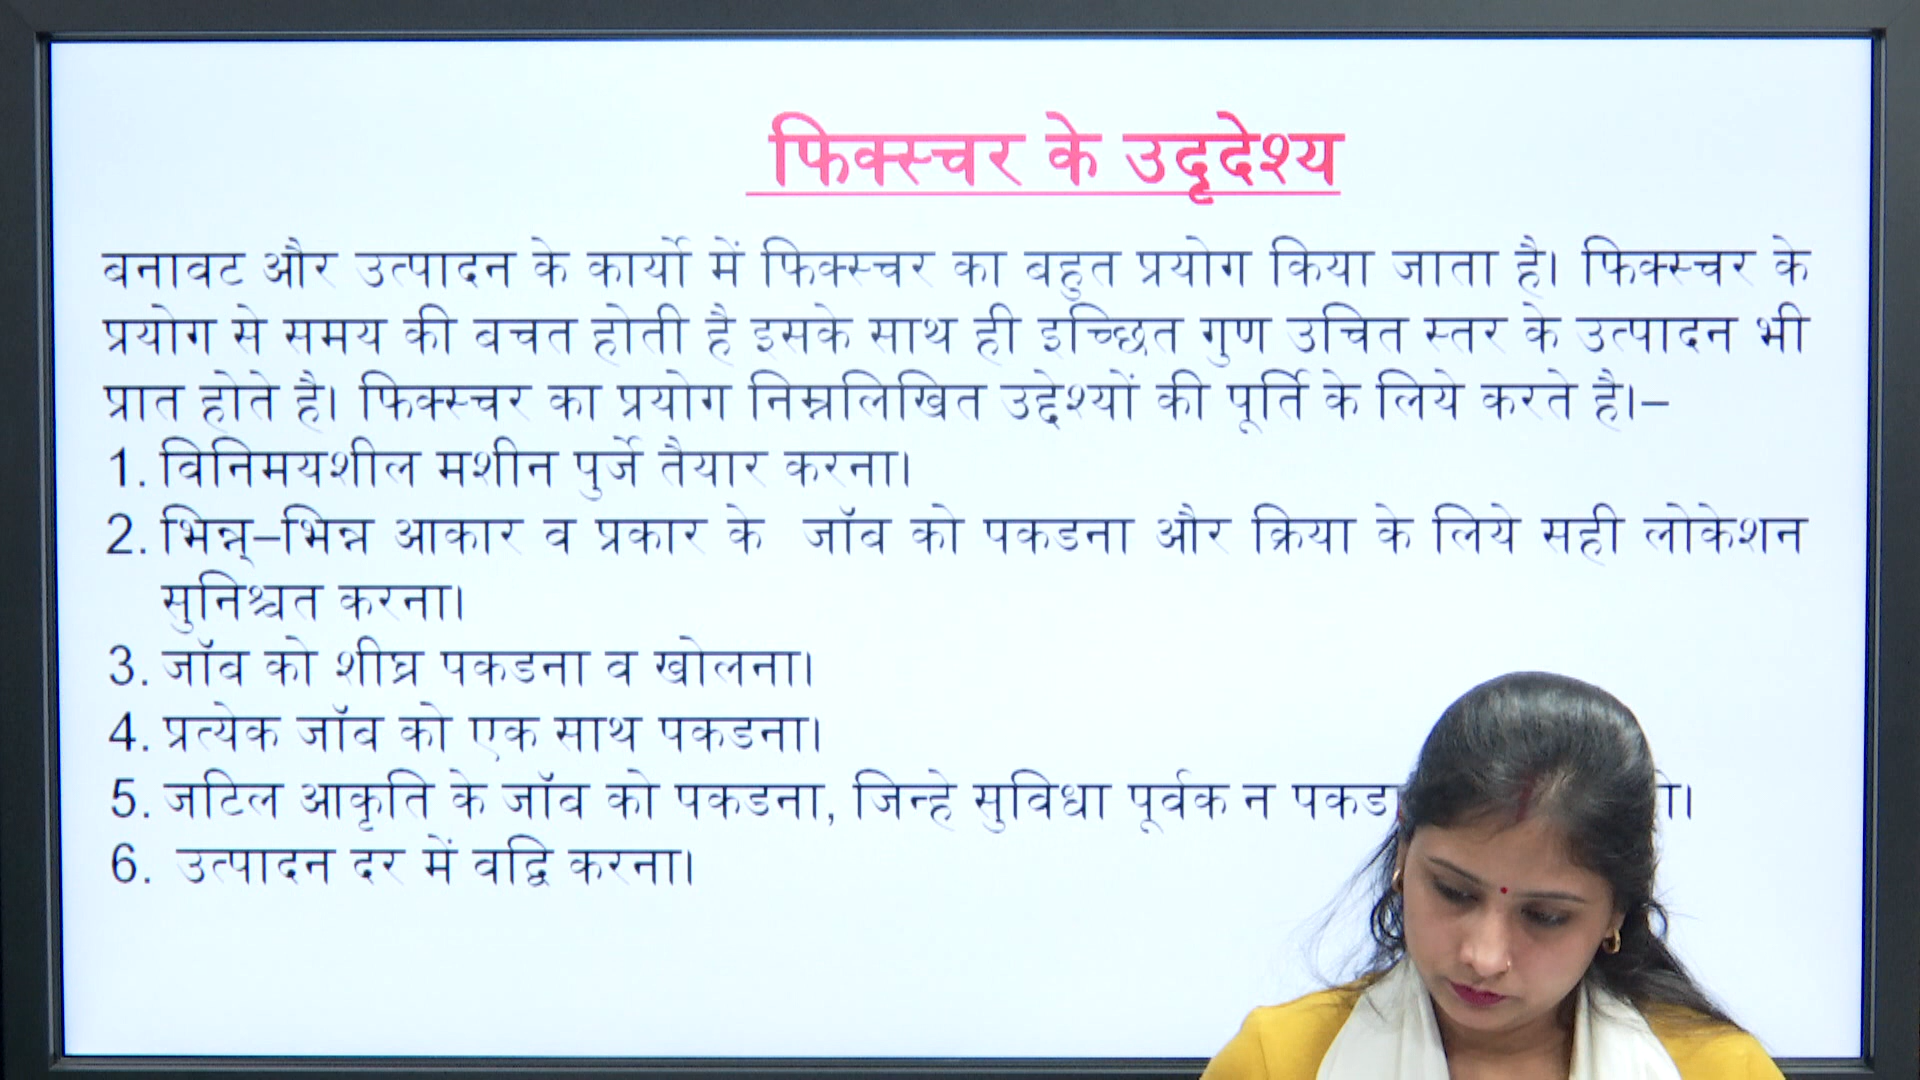 फिक्स्चर के उद्दृदेश्य
बनावट और उत्पादन के कार्यो में फिक्स्चर का बहुत प्रयोग किया जाता है। फिक्स्चर के
प्रयोग से समय की बचत होती है इसके साथ ही इच्छित गुण उचित स्तर के उत्पादन भी
प्रात होते है। फिक्स्चर का प्रयोग निम्नलिखित उद्देश्यों की पूर्ति के लिये करते है।–
1. विनिमयशील मशीन पुर्जे तैयार करना।
2. भिन्न्–भिन्न आकार व प्रकार के जॉब को पकडना और क्रिया के लिये सही लोकेशन
सुनिश्चत करना।
3. जॉब को शीघ्र पकडना व खोलना।
4. प्रत्येक जॉब को एक साथ पकडना।
5. जटिल आकृति के जॉब को पकडना, जिन्हे सुविधा पूर्वक न
6. उत्पादन दर में वद्वि करना।